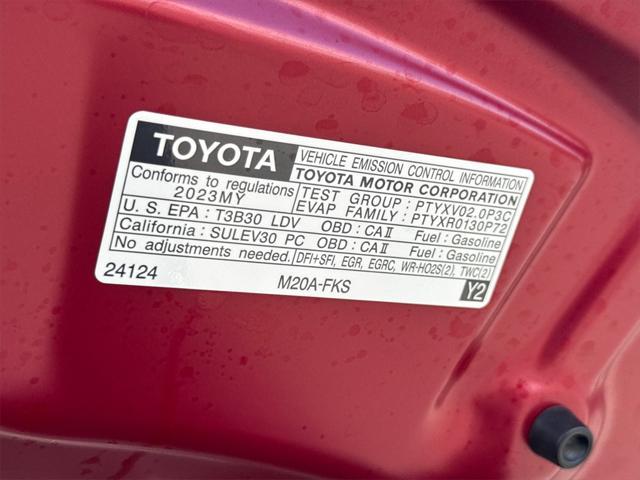 TOYOTA
VEHICLE EMISSION CONTROL INFORMATION
TOYOTA MOTOR CORPORATION
Conforms to regulations
2023MY
TEST GROUP : PTYXV02.0P3C
EVAP FAMILY : PTYXR0130P72
U. S. EPA : T3B30 LDV OBD : CAⅡ Fuel : Gasoline
California : SULEV30 PC OBD : CAⅡ Fuel : Gasoline
No adjustments needed. DFI+SFI, EGR, EGRC, WR-HO2S(2), TWC(2)
24124 M20A-FKS Y2